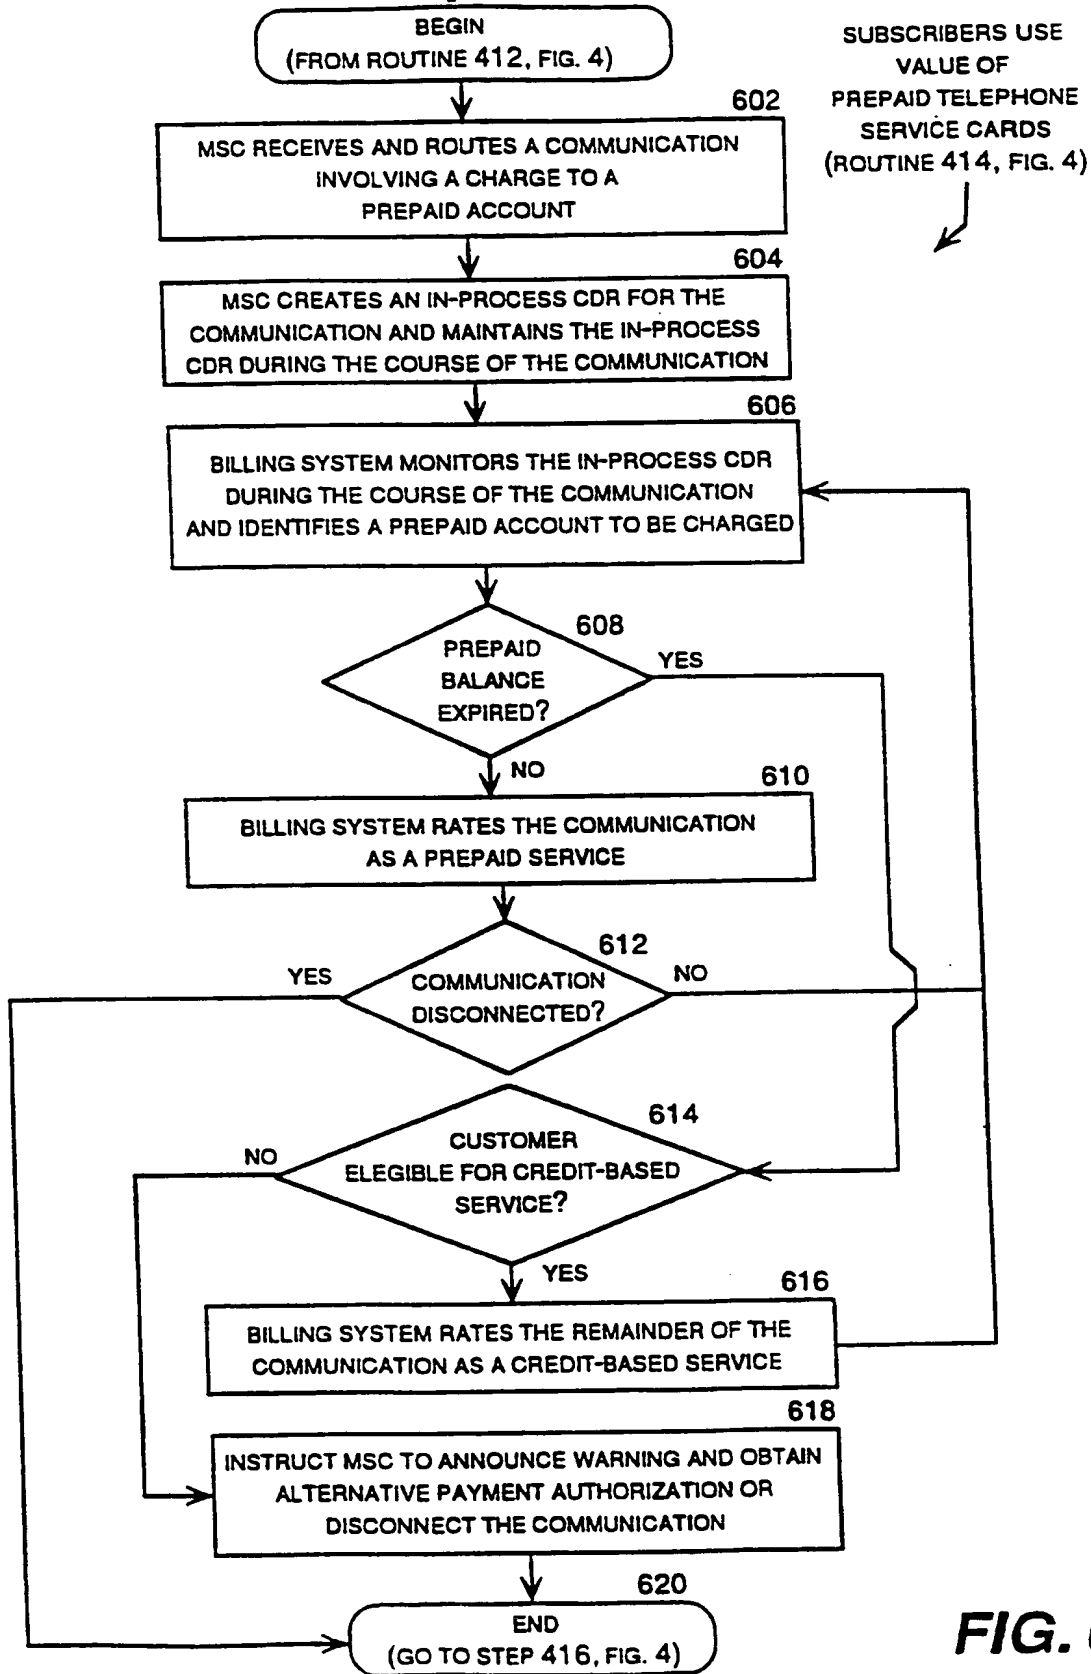 BEGIN
(FROM ROUTINE 412, FIG. 4)
SUBSCRIBERS USE
VALUE OF
PREPAID TELEPHONE
SERVICE CARDS
(ROUTINE 414, FIG. 4)
602
MSC RECEIVES AND ROUTES A COMMUNICATION
INVOLVING A CHARGE TO A
PREPAID ACCOUNT
604
MSC CREATES AN IN-PROCESS CDR FOR THE
COMMUNICATION AND MAINTAINS THE IN-PROCESS
CDR DURING THE COURSE OF THE COMMUNICATION
606
BILLING SYSTEM MONITORS THE IN-PROCESS CDR
DURING THE COURSE OF THE COMMUNICATION
AND IDENTIFIES A PREPAID ACCOUNT TO BE CHARGED
608
PREPAID
BALANCE
EXPIRED?
YES
NO
610
BILLING SYSTEM RATES THE COMMUNICATION
AS A PREPAID SERVICE
612
YES
COMMUNICATION
DISCONNECTED?
NO
614
NO
CUSTOMER
ELEGIBLE FOR CREDIT-BASED
SERVICE?
YES
616
BILLING SYSTEM RATES THE REMAINDER OF THE
COMMUNICATION AS A CREDIT-BASED SERVICE
618
INSTRUCT MSC TO ANNOUNCE WARNING AND OBTAIN
ALTERNATIVE PAYMENT AUTHORIZATION OR
DISCONNECT THE COMMUNICATION
620
END
(GO TO STEP 416, FIG. 4)
FIG.